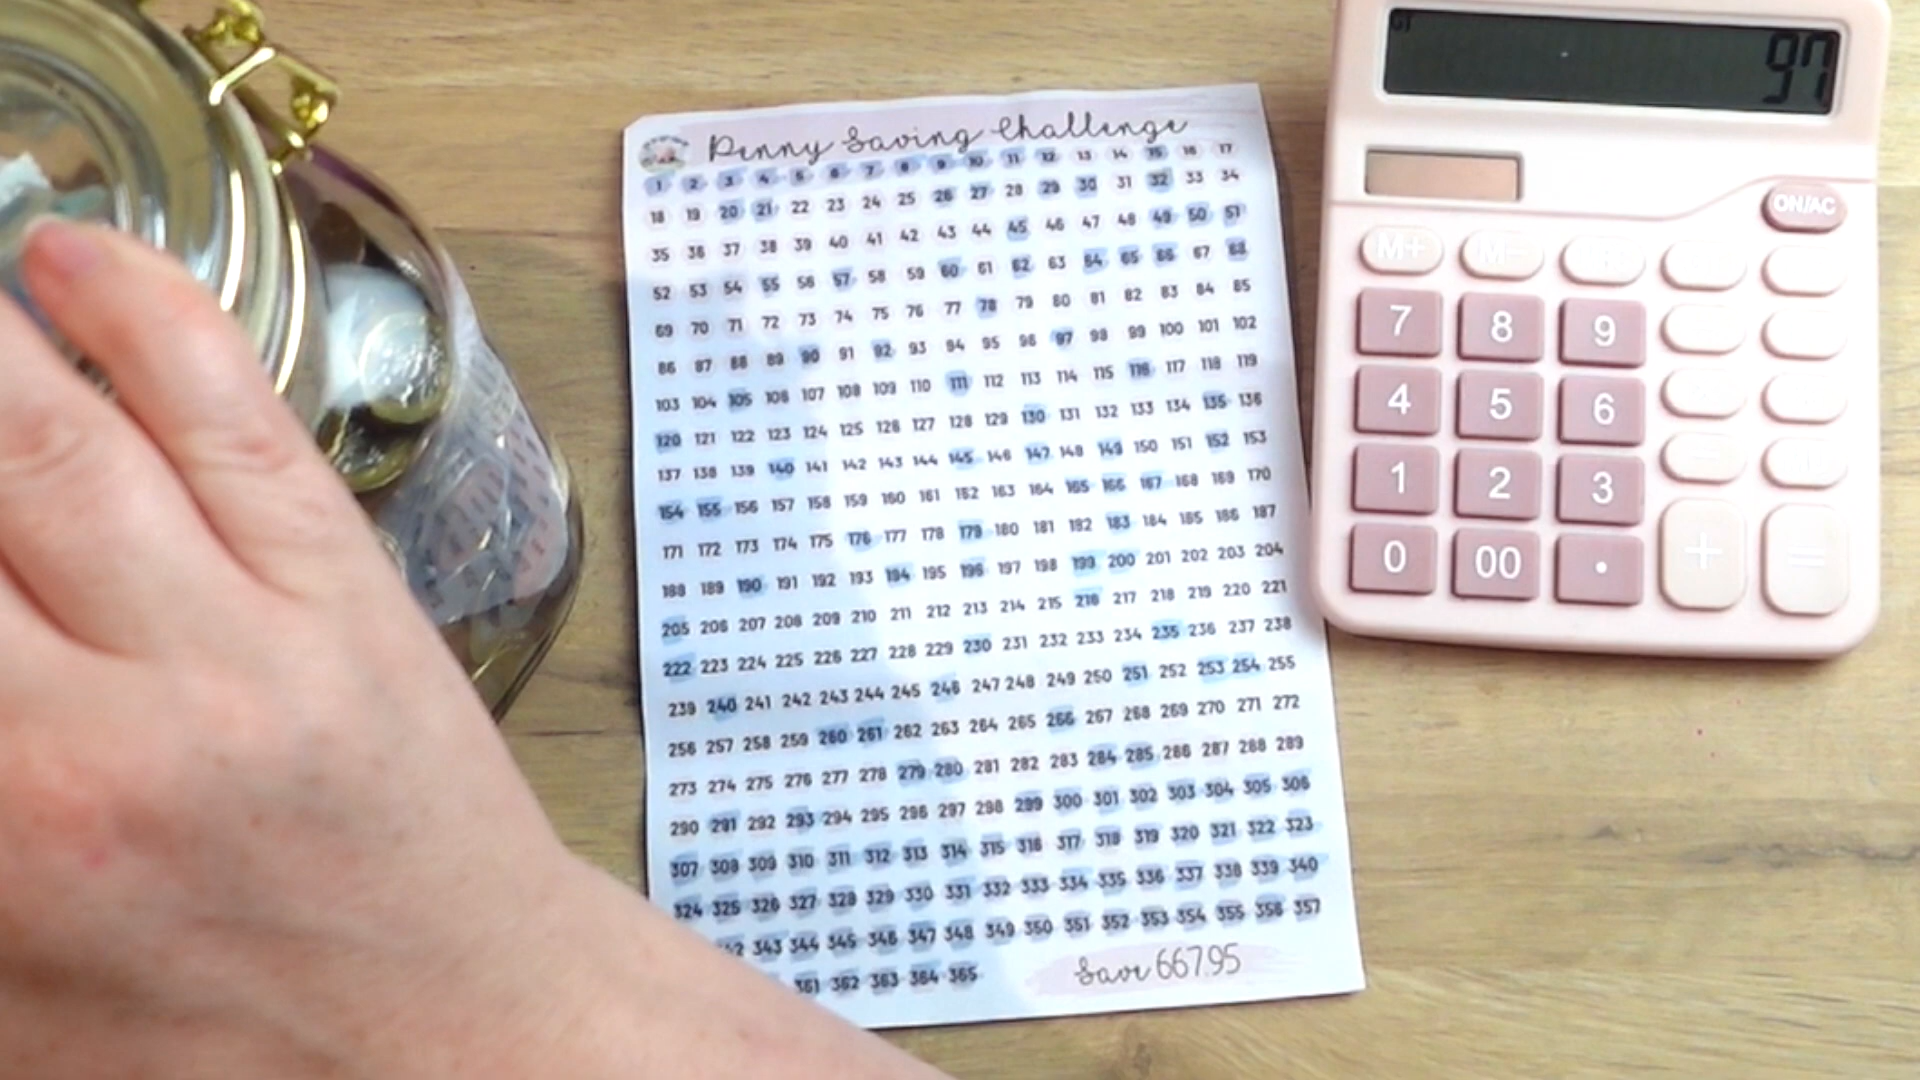 GT
97
Penny Saving Challenge
1 2 3 4 5 6 7 8 9 10 11 12 13 14 15 16 17
18 19 20 21 22 23 24 25 26 27 28 29 30 31 32 33 34
35 36 37 38 39 40 41 42 43 44 45 46 47 48 49 50 51
52 53 54 55 56 57 58 59 60 61 62 63 64 65 66 67 68
69 70 71 72 73 74 75 76 77 78 79 80 81 82 83 84 85
86 87 88 89 90 91 92 93 94 95 96 97 98 99 100 101 102
103 104 105 106 107 108 109 110 111 112 113 114 115 116 117 118 119
120 121 122 123 124 125 126 127 128 129 130 131 132 133 134 135 136
137 138 139 140 141 142 143 144 145 146 147 148 149 150 151 152 153
154 155 156 157 158 159 160 161 162 163 164 165 166 167 168 169 170
171 172 173 174 175 176 177 178 179 180 181 182 183 184 185 186 187
188 189 190 191 192 193 194 195 196 197 198 199 200 201 202 203 204
205 206 207 208 209 210 211 212 213 214 215 216 217 218 219 220 221
222 223 224 225 226 227 228 229 230 231 232 233 234 235 236 237 238
239 240 241 242 243 244 245 246 247 248 249 250 251 252 253 254 255
256 257 258 259 260 261 262 263 264 265 266 267 268 269 270 271 272
273 274 275 276 277 278 279 280 281 282 283 284 285 286 287 288 289
290 291 292 293 294 295 296 297 298 299 300 301 302 303 304 305 306
307 308 309 310 311 312 313 314 315 316 317 318 319 320 321 322 323
324 325 326 327 328 329 330 331 332 333 334 335 336 337 338 339 340
343 344 345 346 347 348 349 350 351 352 353 354 355 356 357
361 362 363 364 365
Save 667.95
ON/AC
M+ M-
7 8 9
4 5 6
1 2 3
0 00 .
+ =